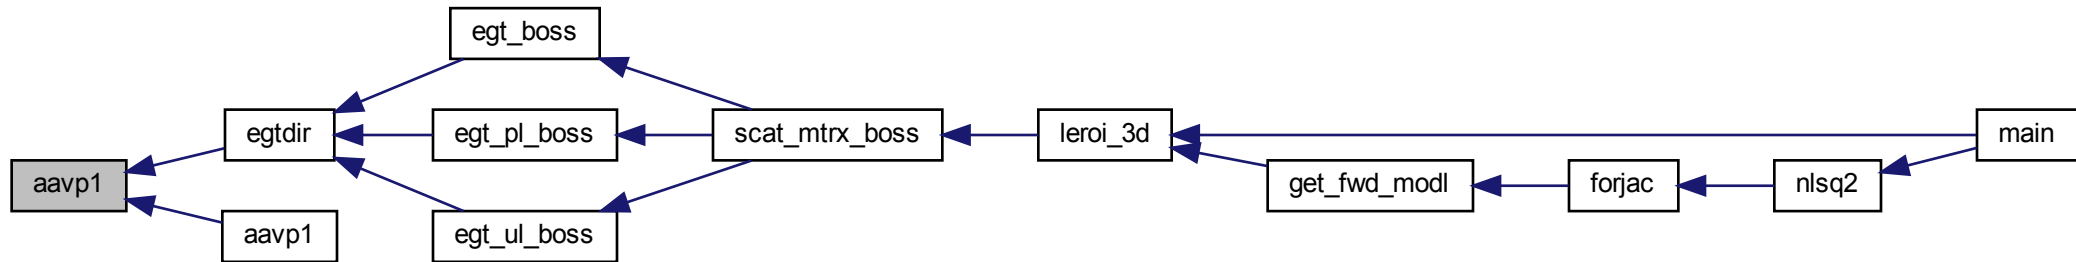 egt_boss
egtdir
egt_pl_boss
scat_mtrx_boss
leroi_3d
main
aavp1
get_fwd_modl
forjac
nlsq2
aavp1
egt_ul_boss